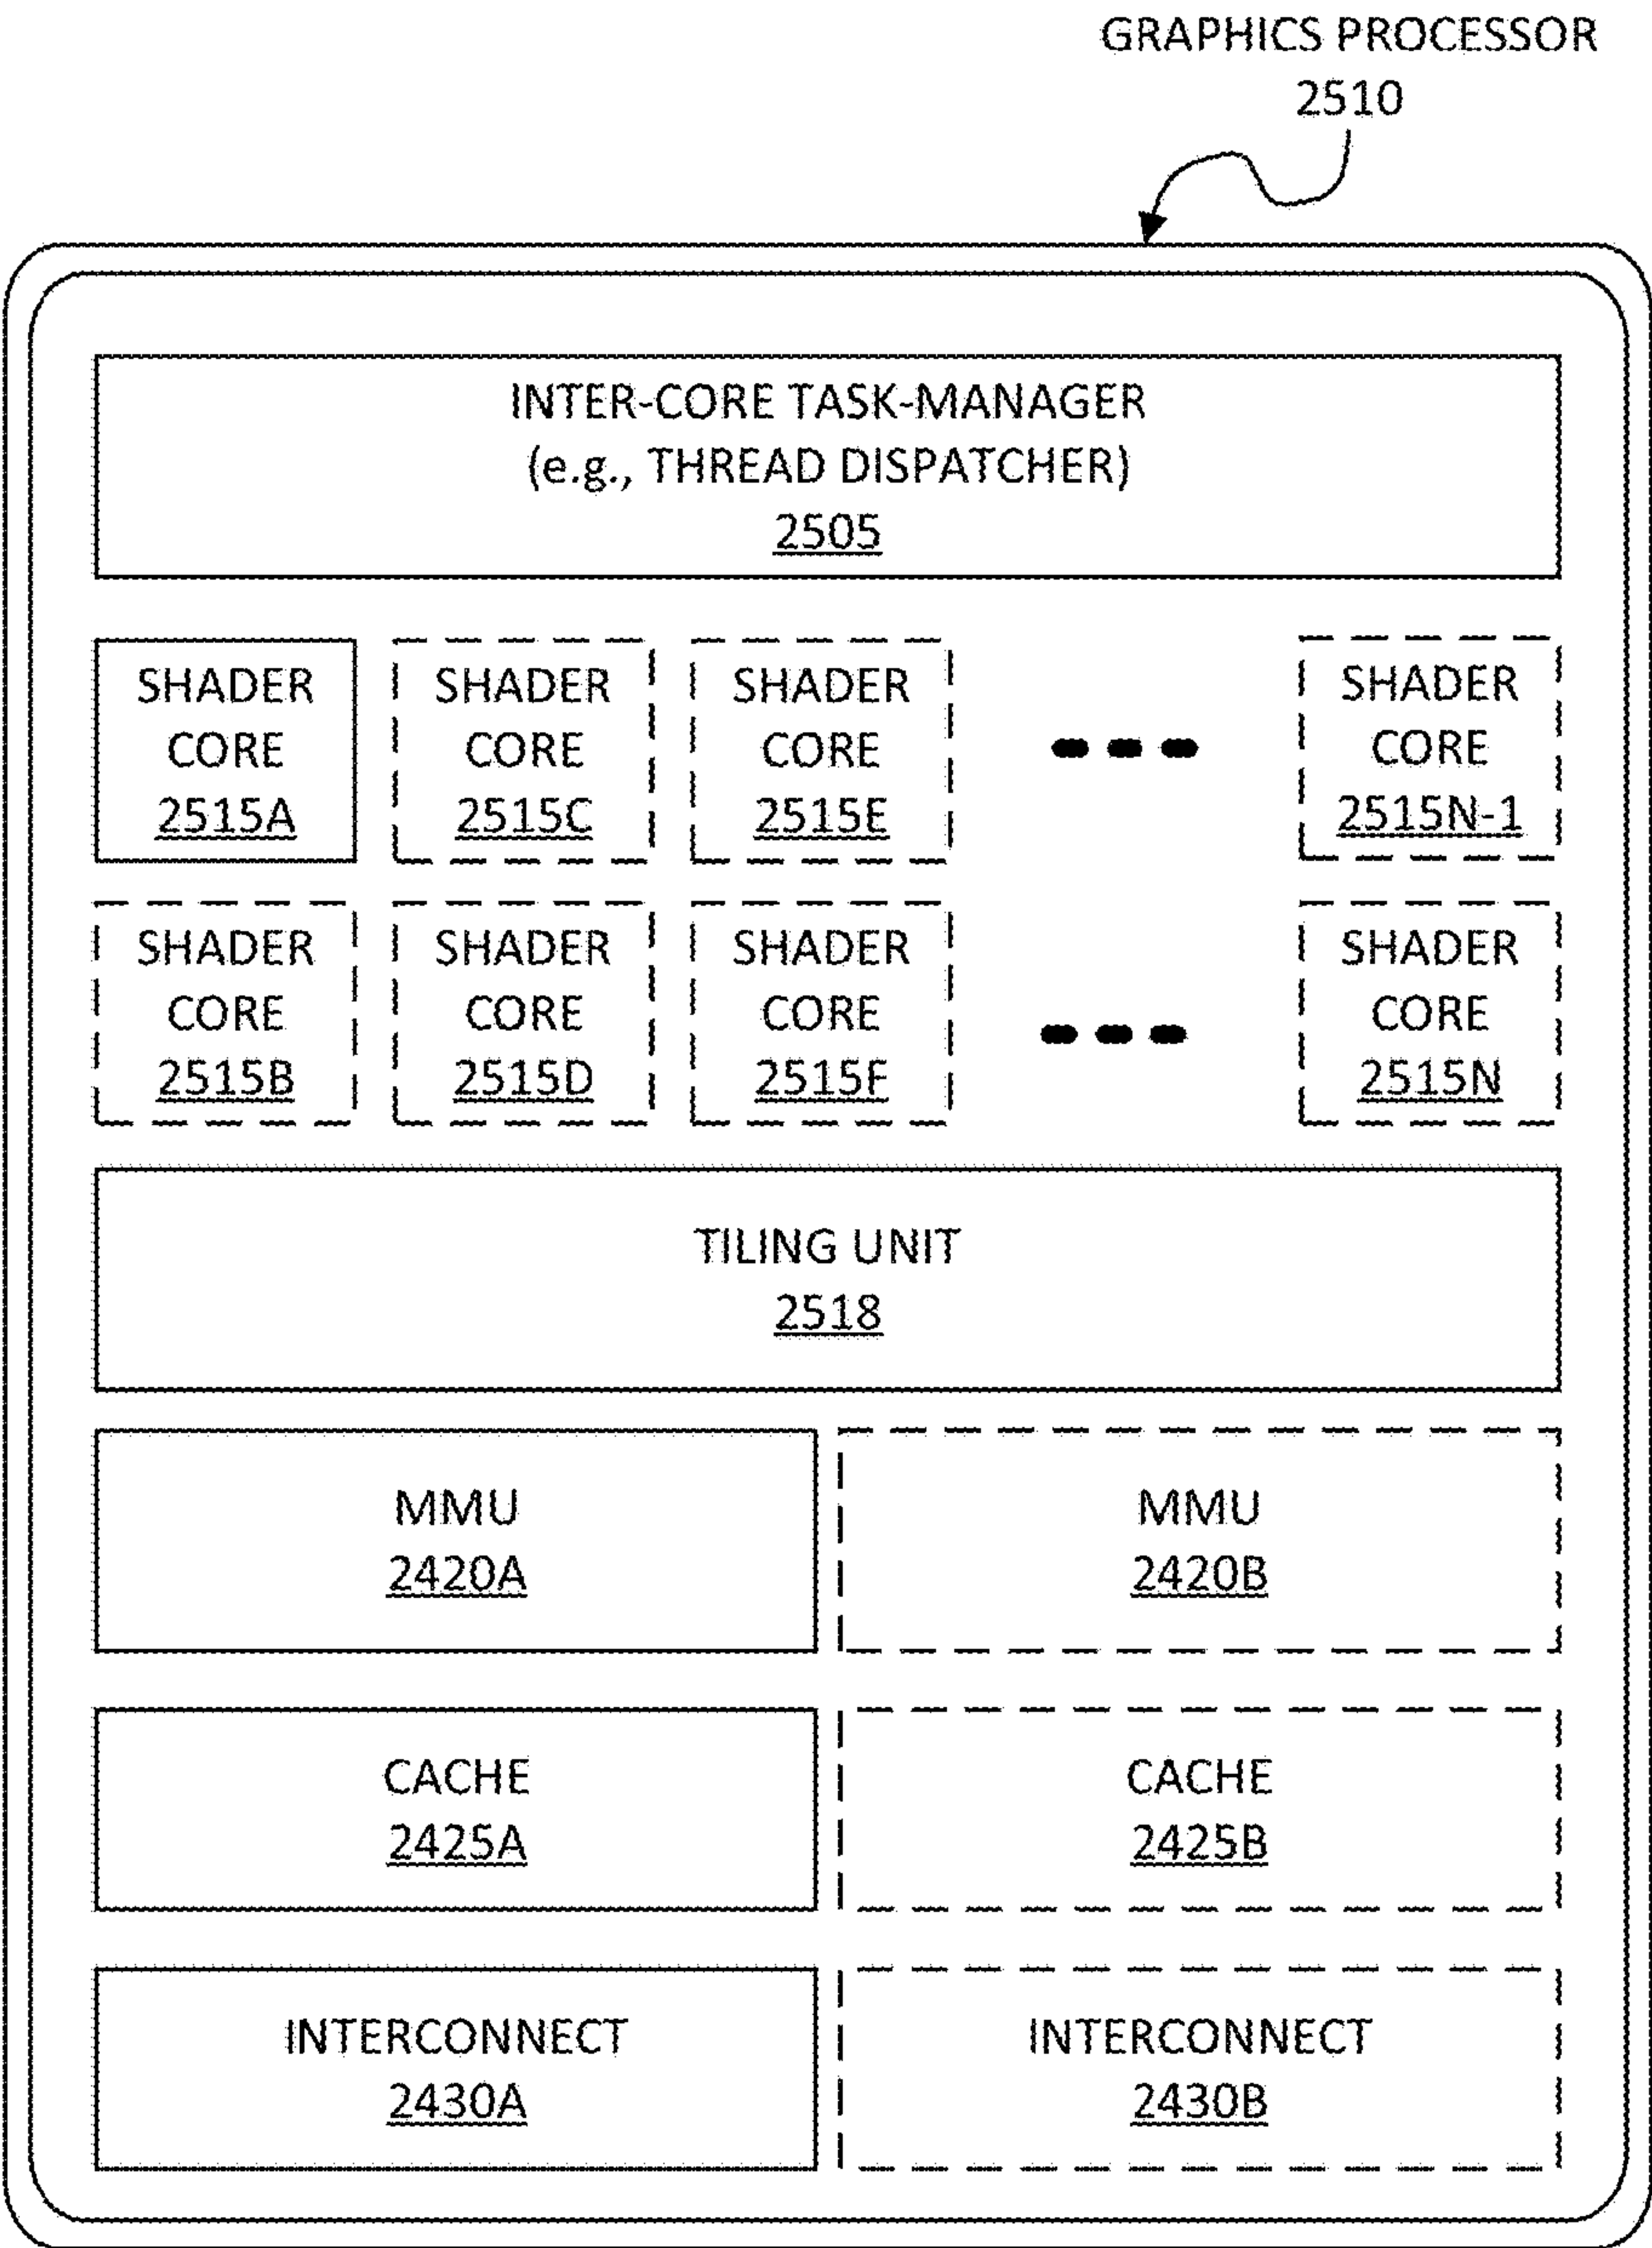 GRAPHICS PROCESSOR
2510
INTER-CORE TASK-MANAGER
(e.g., THREAD DISPATCHER)
2505
SHADER
CORE
2515A
SHADER
CORE
2515C
SHADER
CORE
2515E
SHADER
CORE
2515N-1
SHADER
CORE
2515B
SHADER
CORE
2515D
SHADER
CORE
2515F
SHADER
CORE
2515N
TILING UNIT
2518
MMU
2420A
MMU
2420B
CACHE
2425A
CACHE
2425B
INTERCONNECT
2430A
INTERCONNECT
2430B